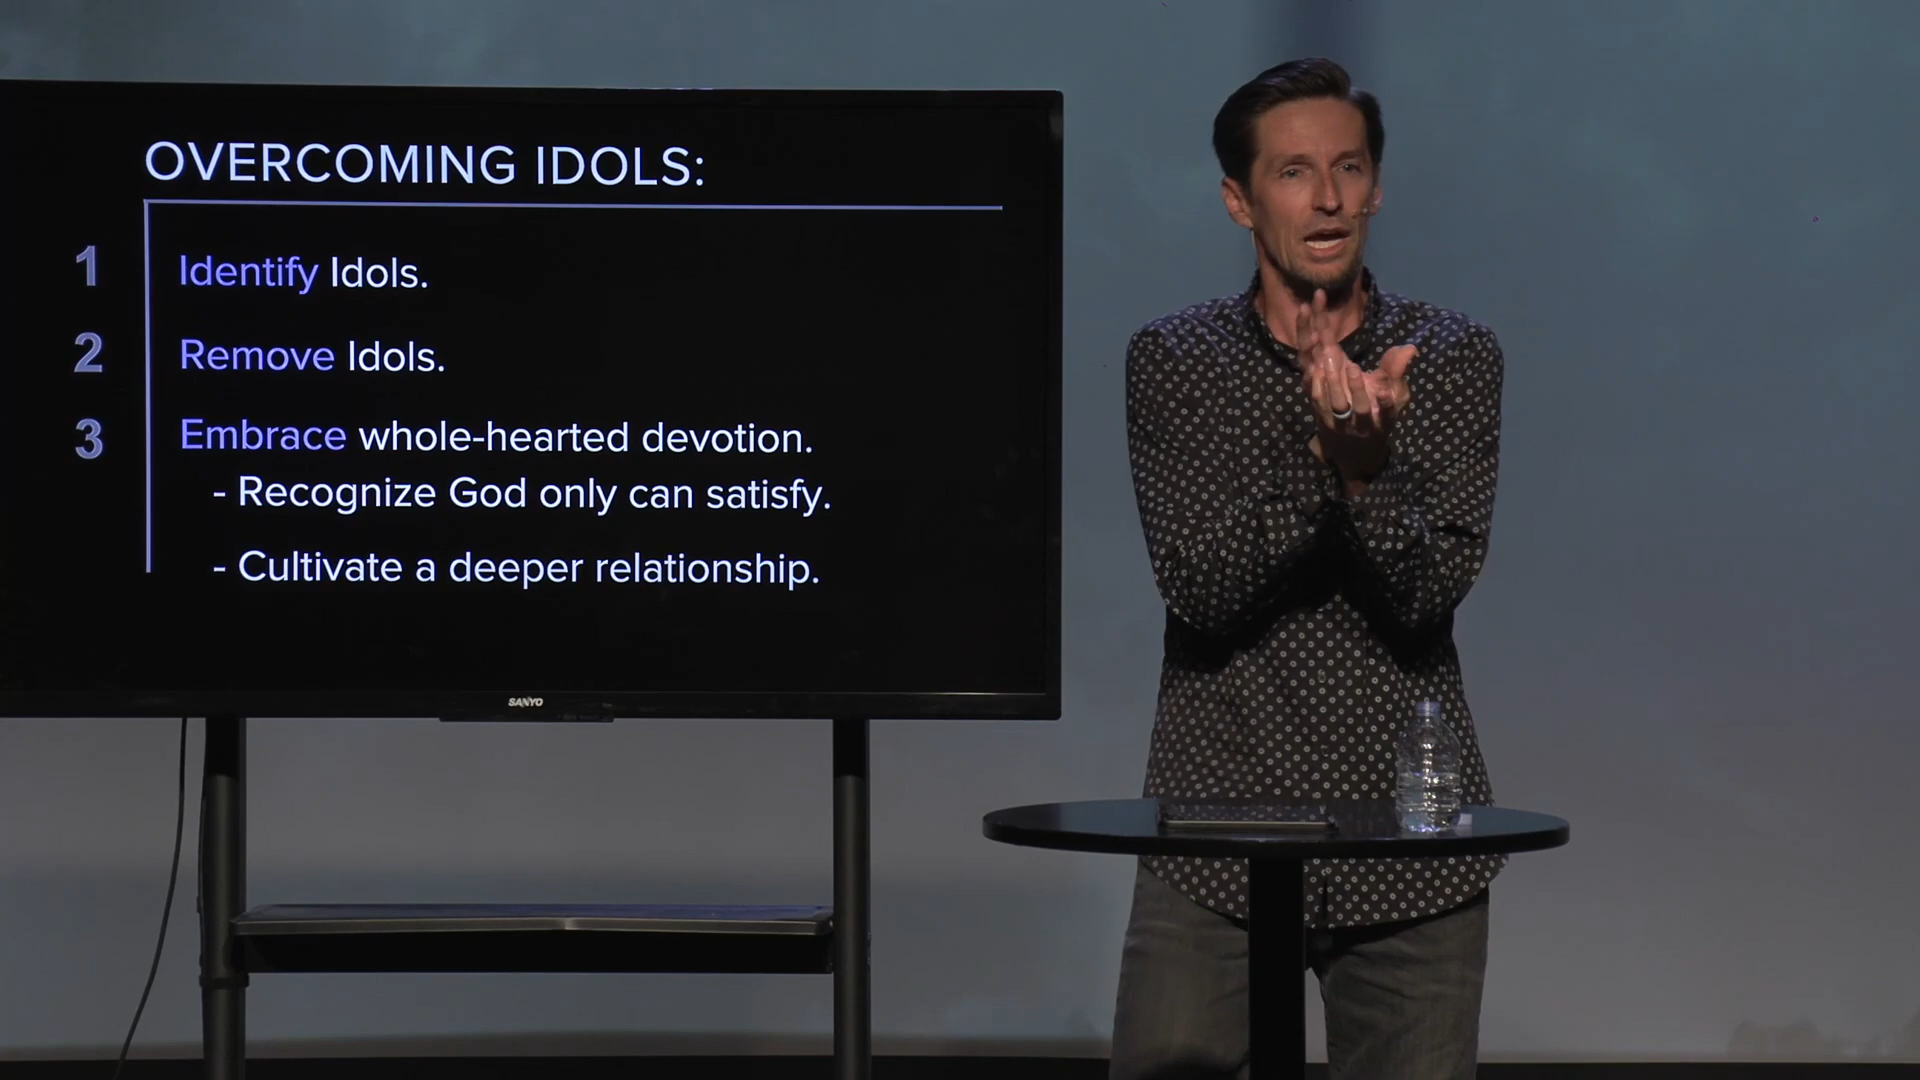 OVERCOMING IDOLS:
1 Identify Idols.
2 Remove Idols.
3 Embrace whole-hearted devotion.
- Recognize God only can satisfy.
- Cultivate a deeper relationship.
SANYO